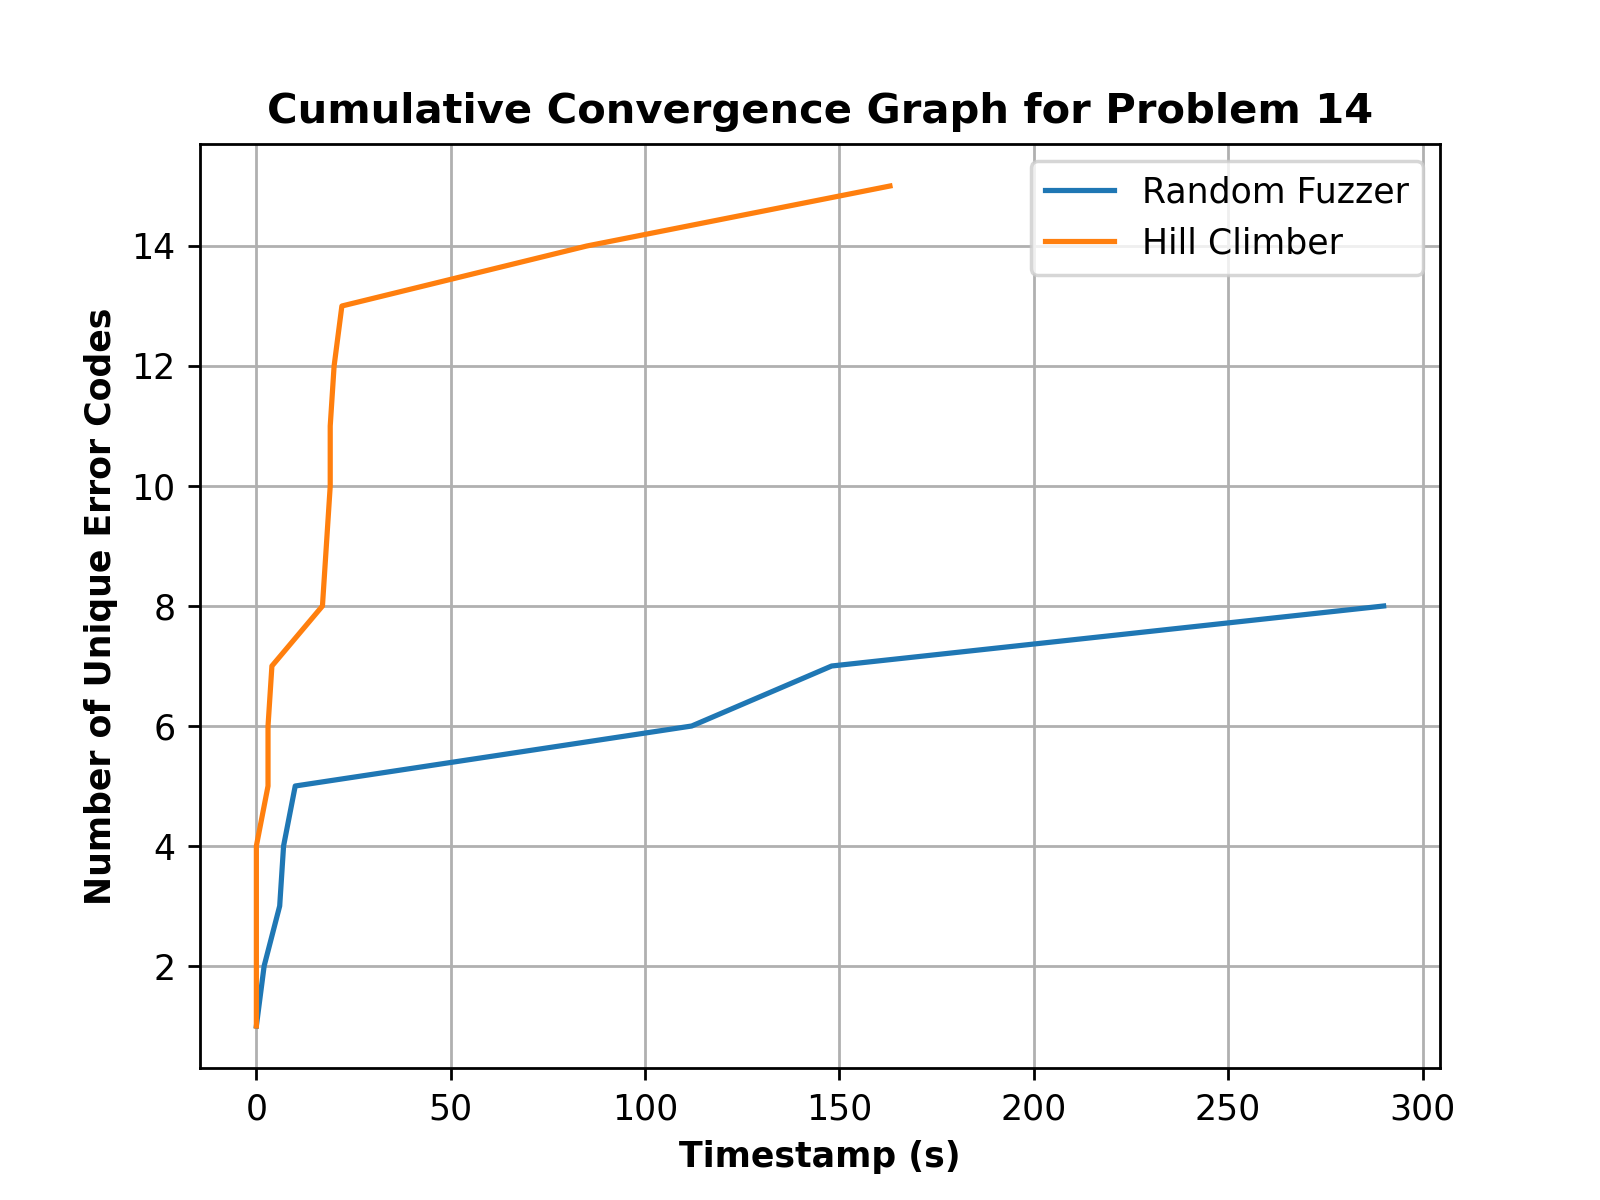 Cumulative Convergence Graph for Problem 14
Random Fuzzer
Hill Climber
Number of Unique Error Codes
14
12
10
8
6
4
2
0 50 100 150 200 250 300
Timestamp (s)